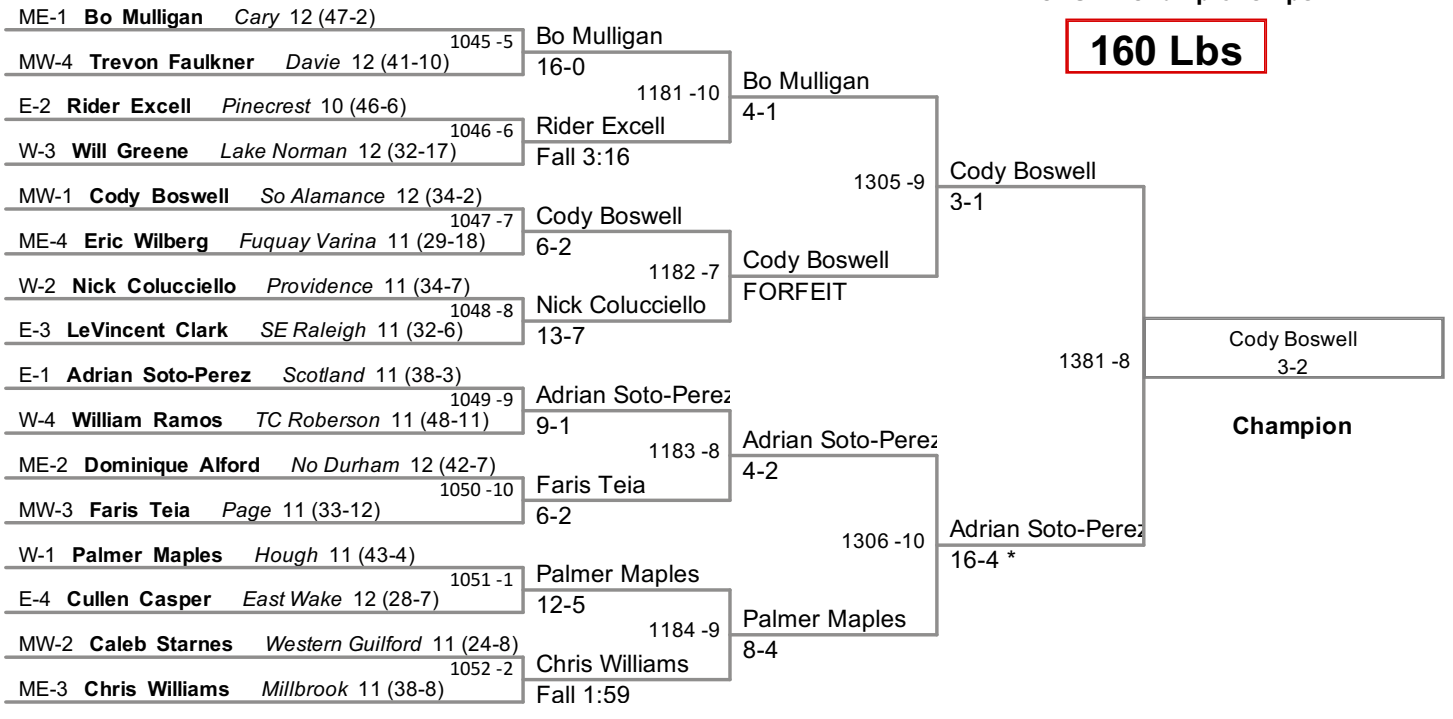 160 Lbs
ME-1 Bo Mulligan Cary 12 (47-2)
1045 -5
MW-4 Trevon Faulkner Davie 12 (41-10)
E-2 Rider Excell Pinecrest 10 (46-6)
1046 -6
W-3 Will Greene Lake Norman 12 (32-17)
MW-1 Cody Boswell So Alamance 12 (34-2)
1047 -7
ME-4 Eric Wilberg Fuquay Varina 11 (29-18)
W-2 Nick Colucciello Providence 11 (34-7)
1048 -8
E-3 LeVincent Clark SE Raleigh 11 (32-6)
E-1 Adrian Soto-Perez Scotland 11 (38-3)
1049 -9
W-4 William Ramos TC Roberson 11 (48-11)
ME-2 Dominique Alford No Durham 12 (42-7)
1050 -10
MW-3 Faris Teia Page 11 (33-12)
W-1 Palmer Maples Hough 11 (43-4)
1051 -1
E-4 Cullen Casper East Wake 12 (28-7)
MW-2 Caleb Starnes Western Guilford 11 (24-8)
1052 -2
ME-3 Chris Williams Millbrook 11 (38-8)
Bo Mulligan
16-0
1181 -10
Rider Excell
Fall 3:16
Cody Boswell
6-2
1182 -7
Nick Colucciello
13-7
Adrian Soto-Perez
9-1
1183 -8
Faris Teia
6-2
Palmer Maples
12-5
1184 -9
Chris Williams
Fall 1:59
Bo Mulligan
4-1
1305 -9
Cody Boswell
FORFEIT
Adrian Soto-Perez
4-2
1306 -10
Palmer Maples
8-4
Cody Boswell
3-1
1381 -8
Adrian Soto-Perez
16-4 *
Cody Boswell
3-2
Champion